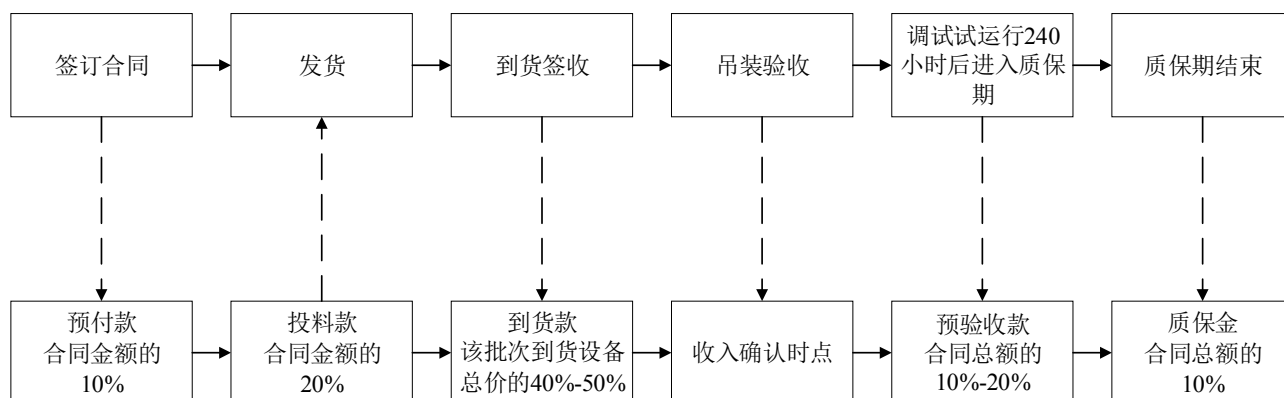 签订合同
发货
到货签收
吊装验收
调试试运行240
小时后进入质保
期
质保期结束
预付款
合同金额的
10%
投料款
合同金额的
20%
到货款
该批次到货设备
总价的40%-50%
收入确认时点
预验收款
合同总额的
10%-20%
质保金
合同总额的
10%